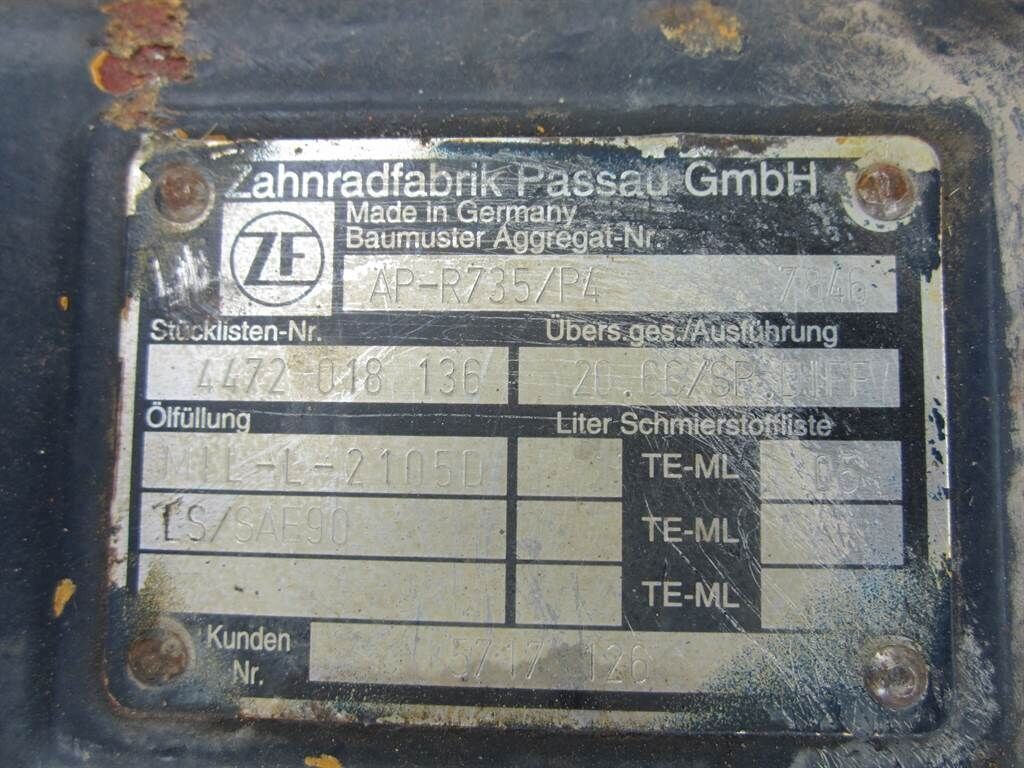 Zahnradfabrik Passau GmbH
ZF
Made in Germany
Baumuster Aggregat-Nr.
AP-R735/P4 7846
Stücklisten-Nr. Übers.ges./Ausführung
4472 018 136
Ölfüllung Liter Schmierstoffliste
MIL-L-2105D TE-ML 05
LS/SAE90 TE-ML
TE-ML
Kunden
Nr.
5717 126